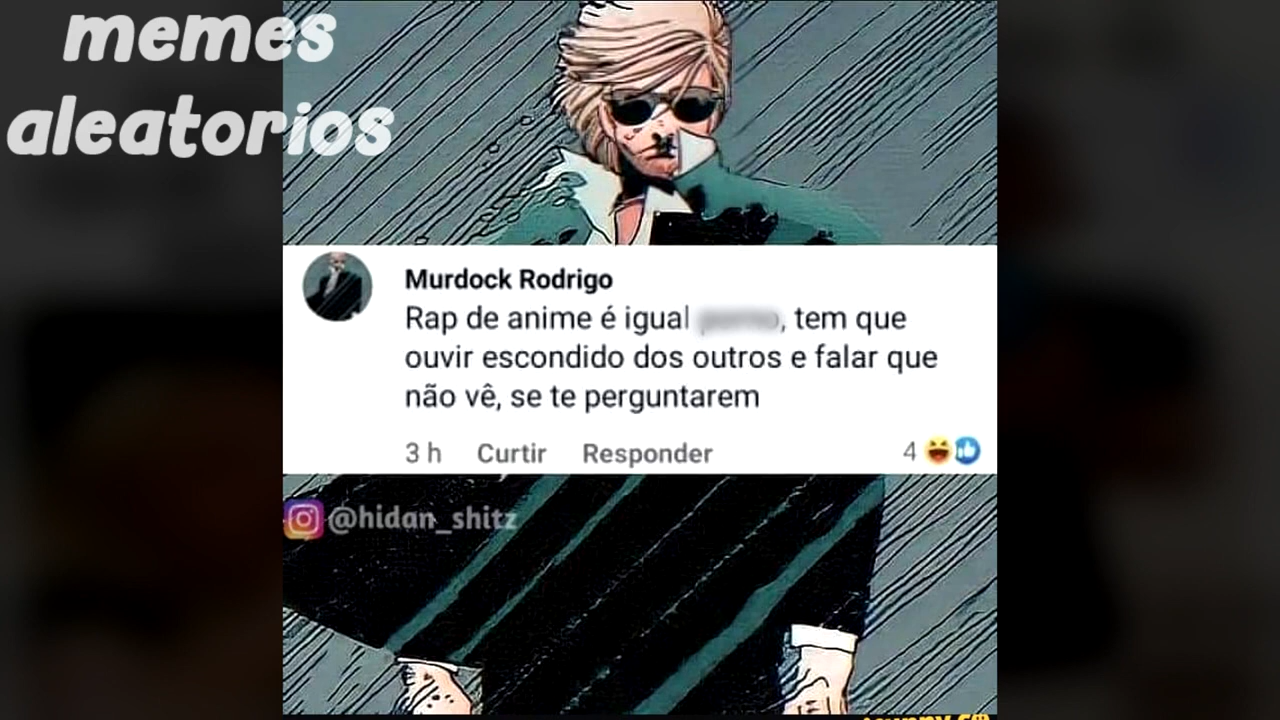 memes
aleatorios
Murdock Rodrigo
Rap de anime é igual , tem que
ouvir escondido dos outros e falar que
não vê, se te perguntarem
3 h Curtir Responder 4
@hidan_shitz